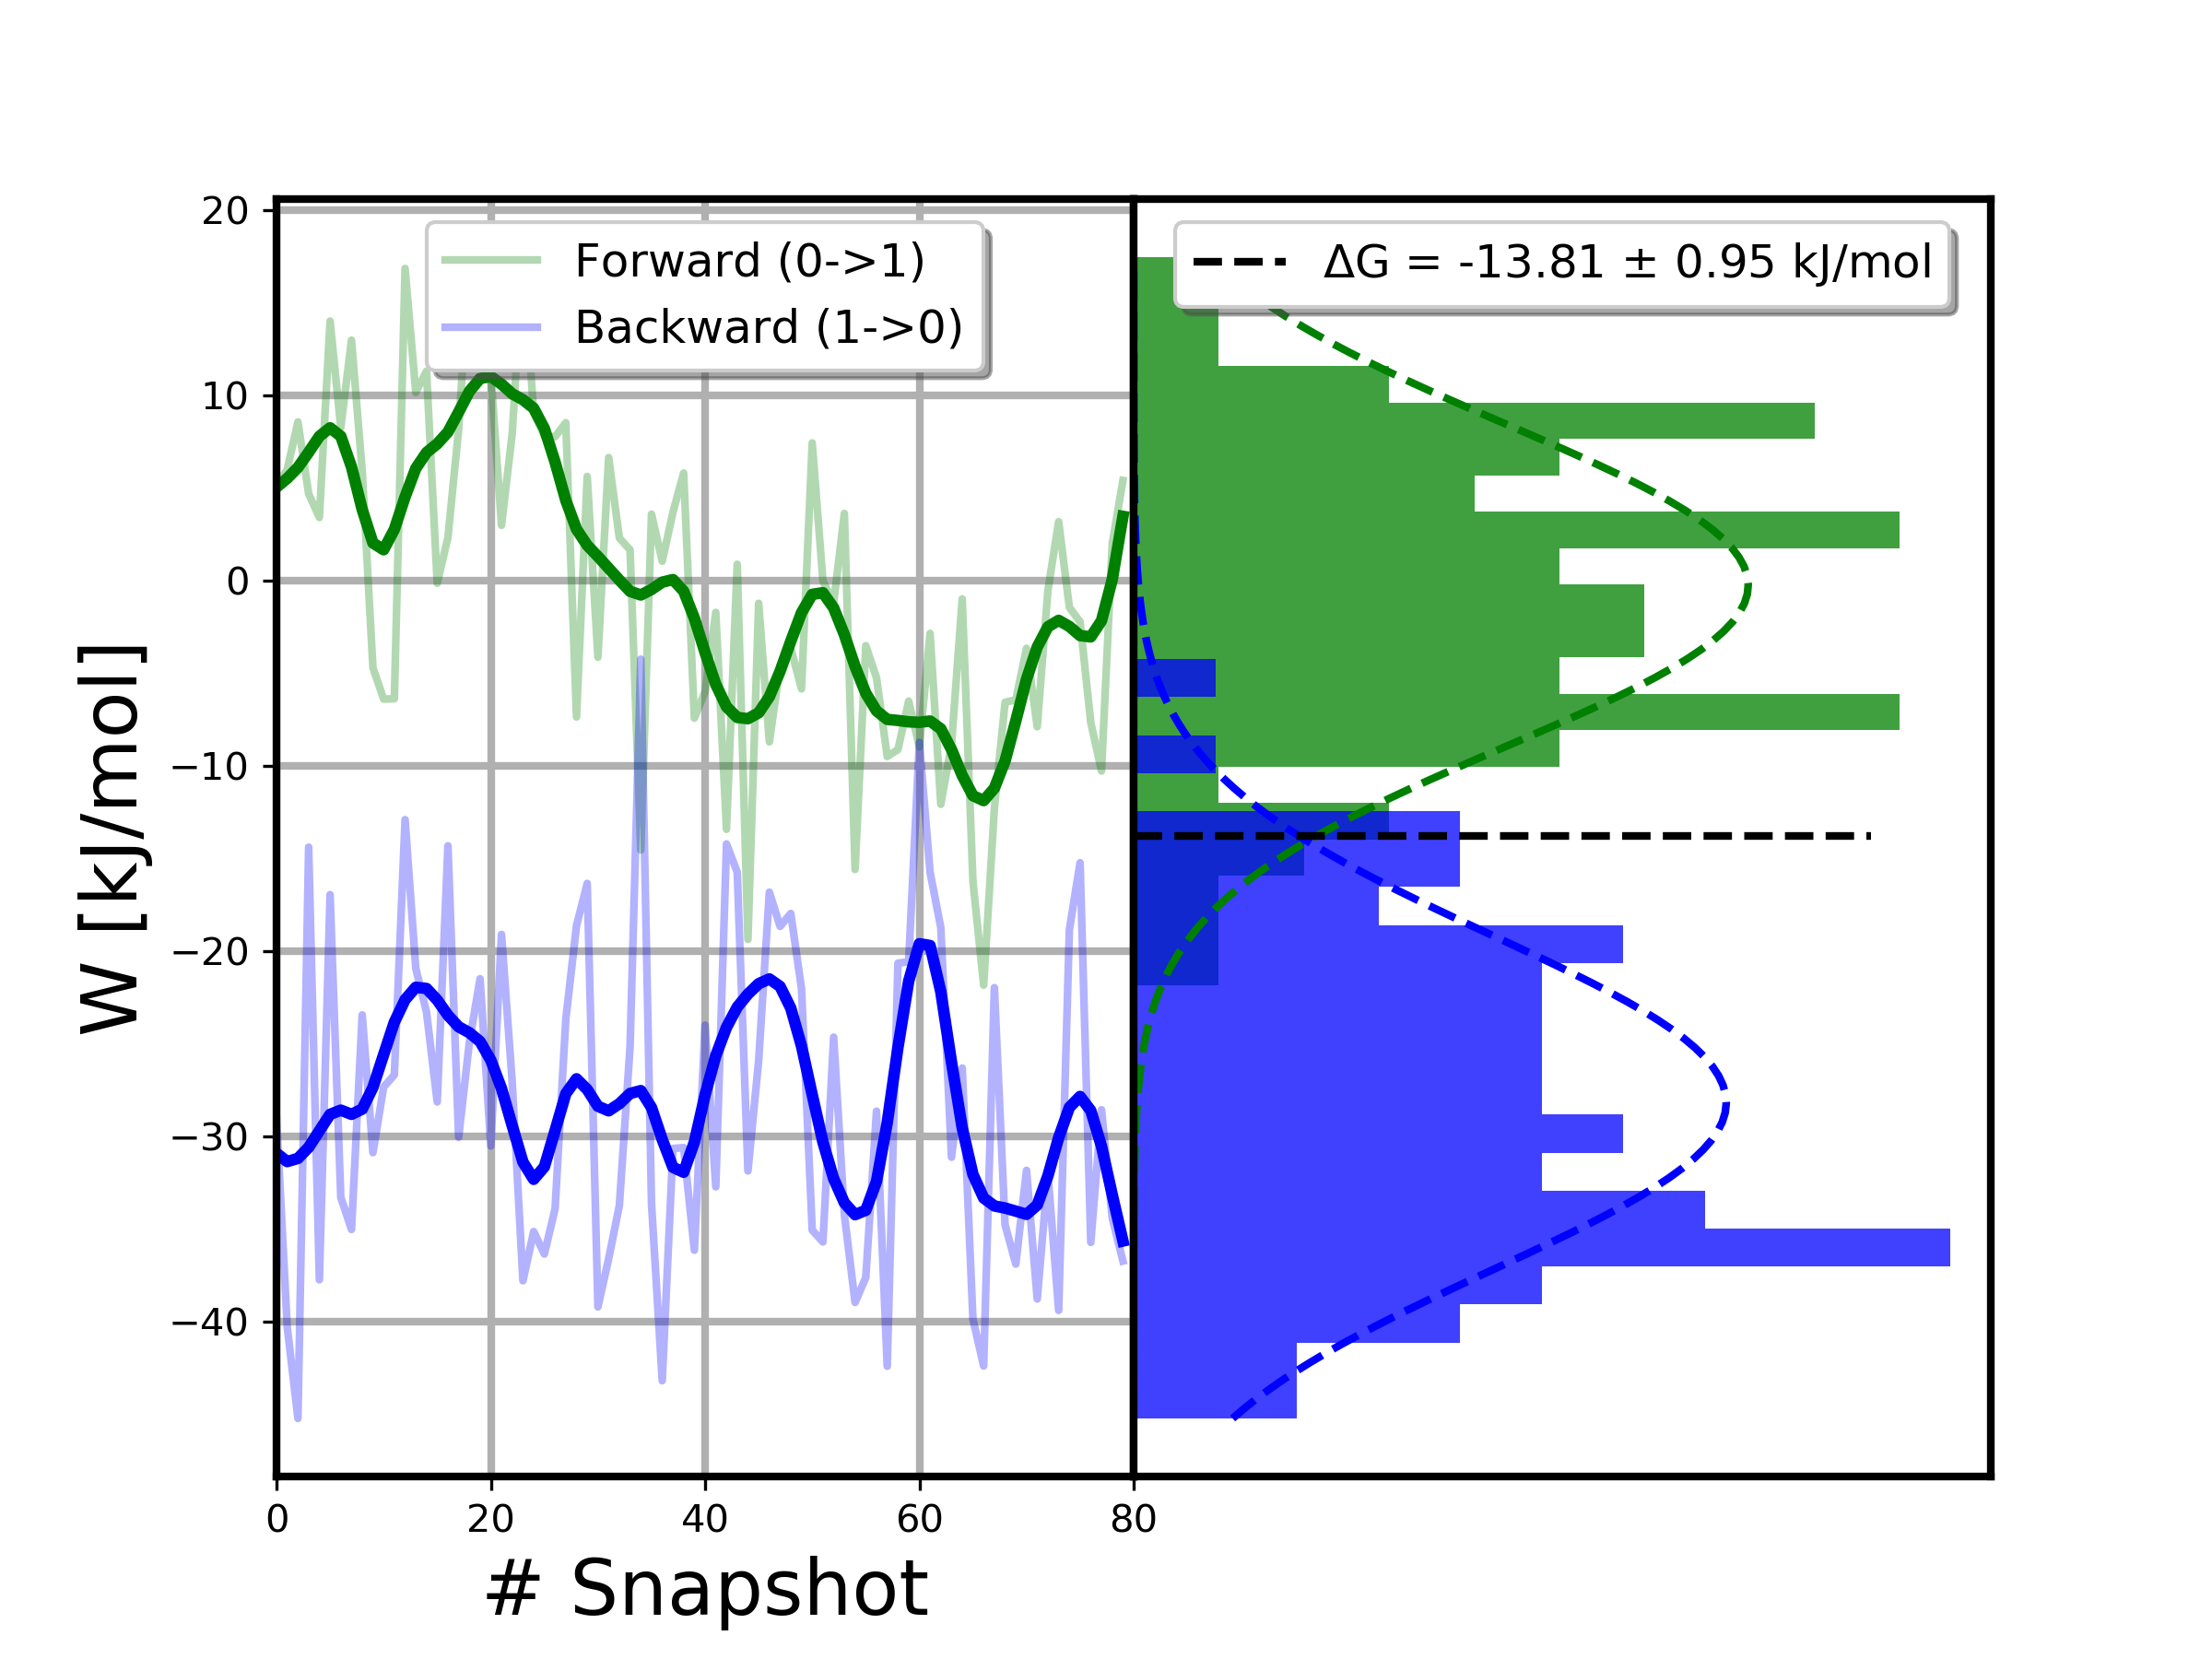 20
10
0
−10
−20
−30
−40
W [kJ/mol]
Forward (0->1)
Backward (1->0)
ΔG = -13.81 ± 0.95 kJ/mol
0 20 40 60 80
# Snapshot